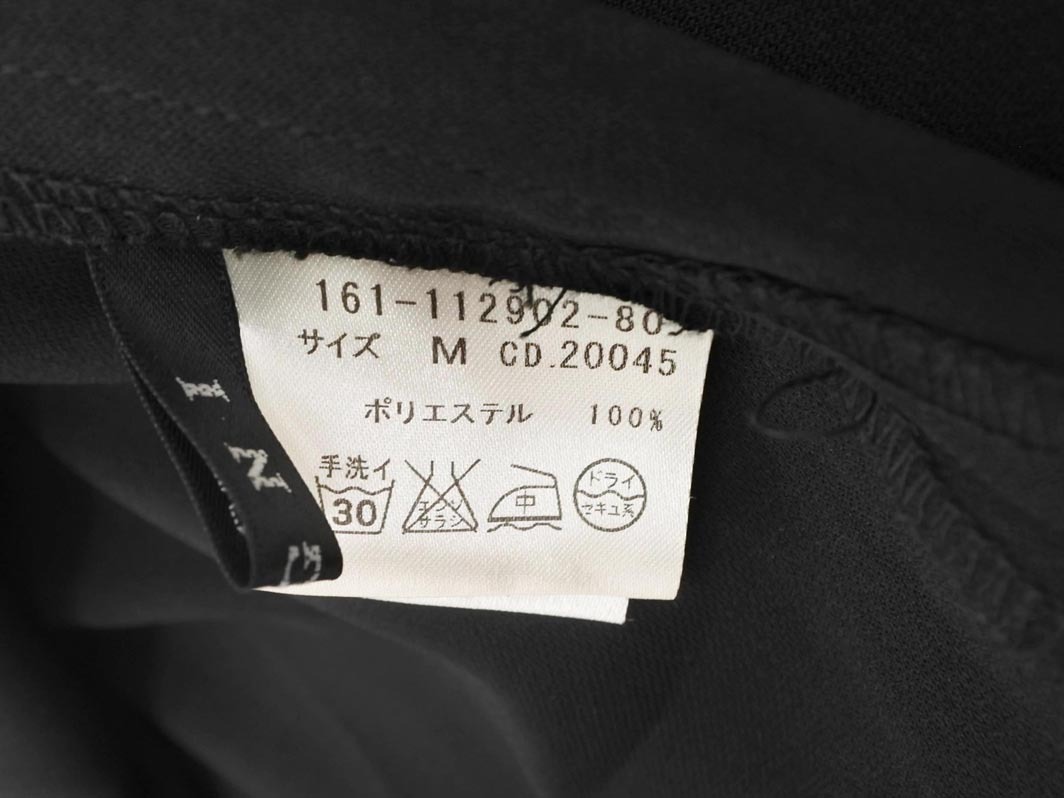 161-112902-80
サイズ M CD.20045
ポリエステル 100%
手洗イ
30
エンソ
サラシ
中
ドライ
セキユ系
I
N